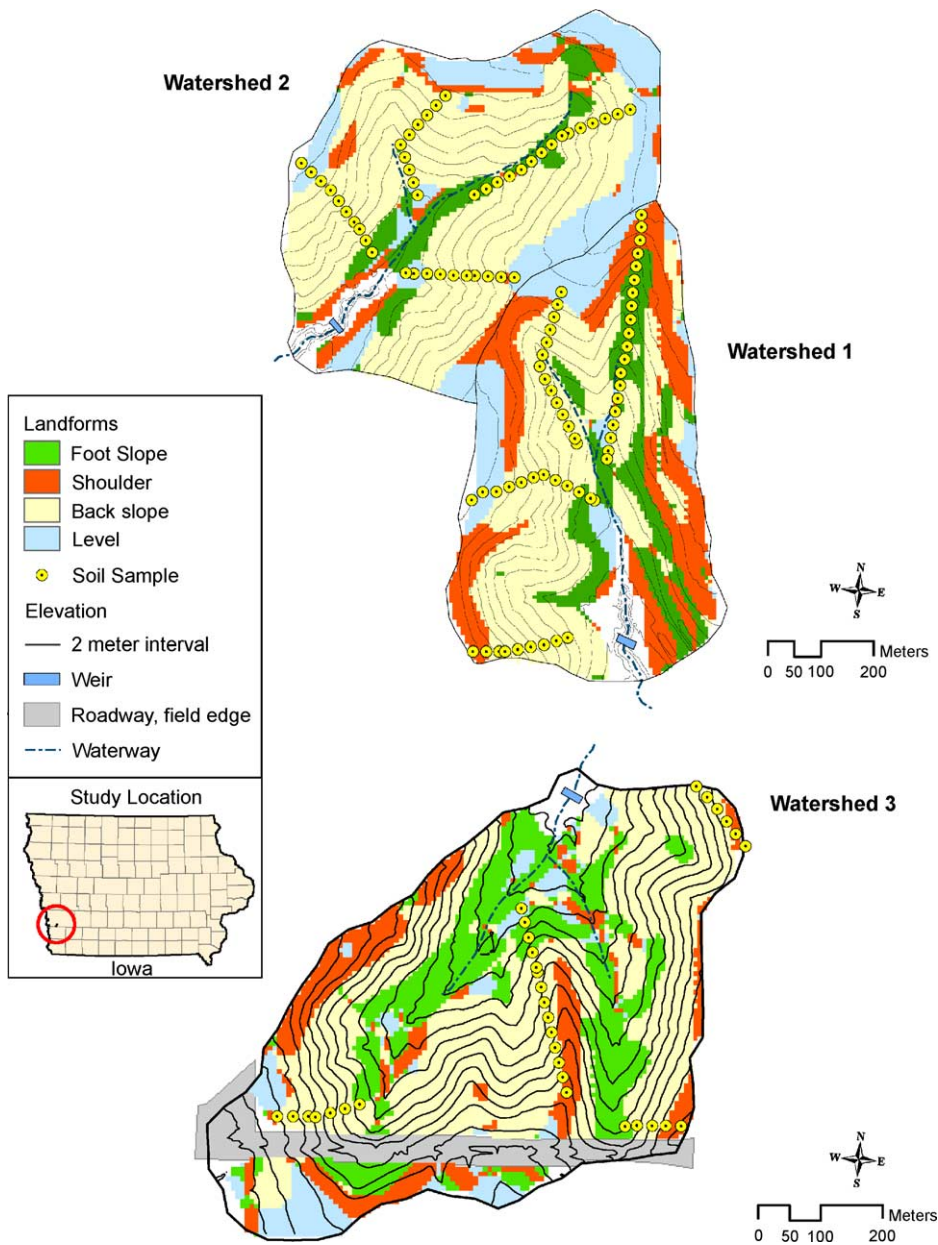 Watershed 2
Watershed 1
Landforms
Foot Slope
Shoulder
Back slope
Level
Soil Sample
Elevation
2 meter interval
Weir
Roadway, field edge
Waterway
N
W E
S
Meters
0 50 100 200
Study Location
Iowa
Watershed 3
N
W E
S
Meters
0 50 100 200